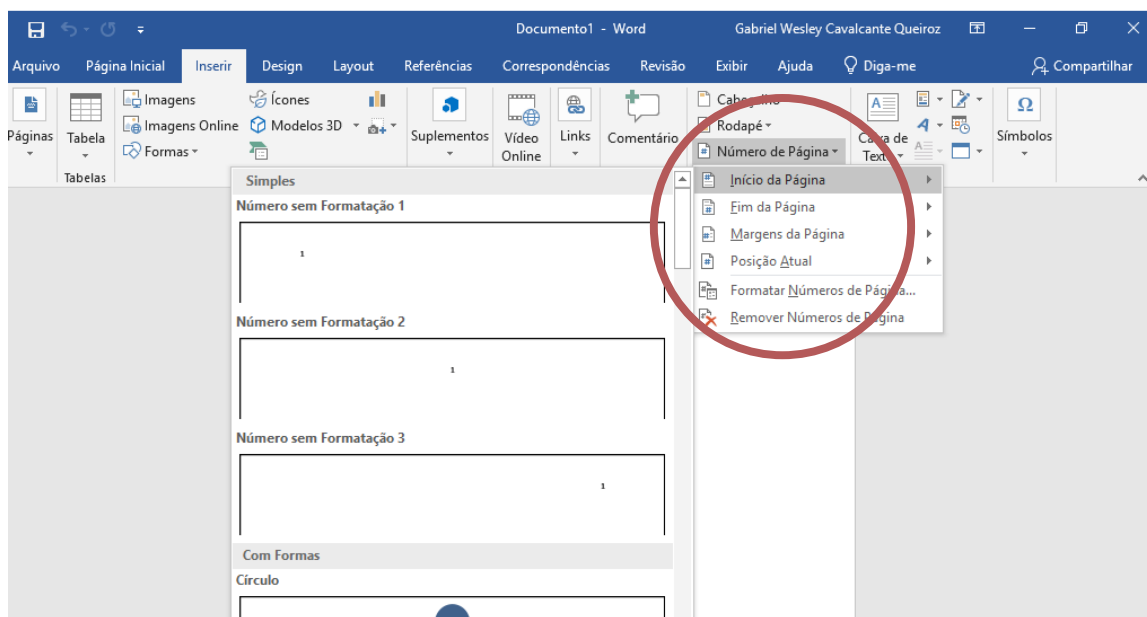 Documento1 - Word
Gabriel Wesley Cavalcante Queiroz
Arquivo Página Inicial Inserir Design Layout Referências Correspondências Revisão Exibir Ajuda Diga-me Compartilhar
Páginas
Tabela
Tabelas
Imagens
Imagens Online
Formas
Ícones
Modelos 3D
Suplementos
Vídeo
Online
Links
Comentário
Rodapé
Número de Página
Símbolos
Início da Página
Fim da Página
Margens da Página
Posição Atual
Formatar Números de Página...
Remover Números de Página
Simples
Número sem Formatação 1
1
Número sem Formatação 2
1
Número sem Formatação 3
1
Com Formas
Círculo